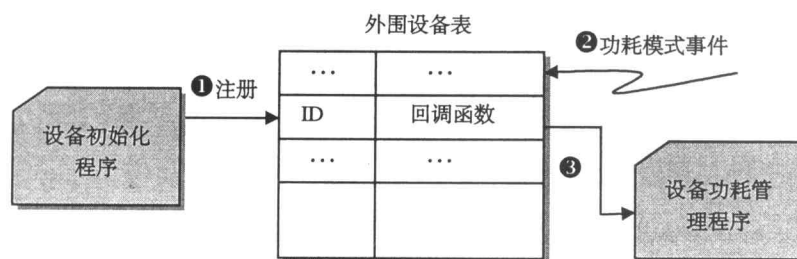 外围设备表
❷功耗模式事件
… …
❶注册
ID 回调函数
设备初始化
程序
… …
❸
设备功耗管
理程序